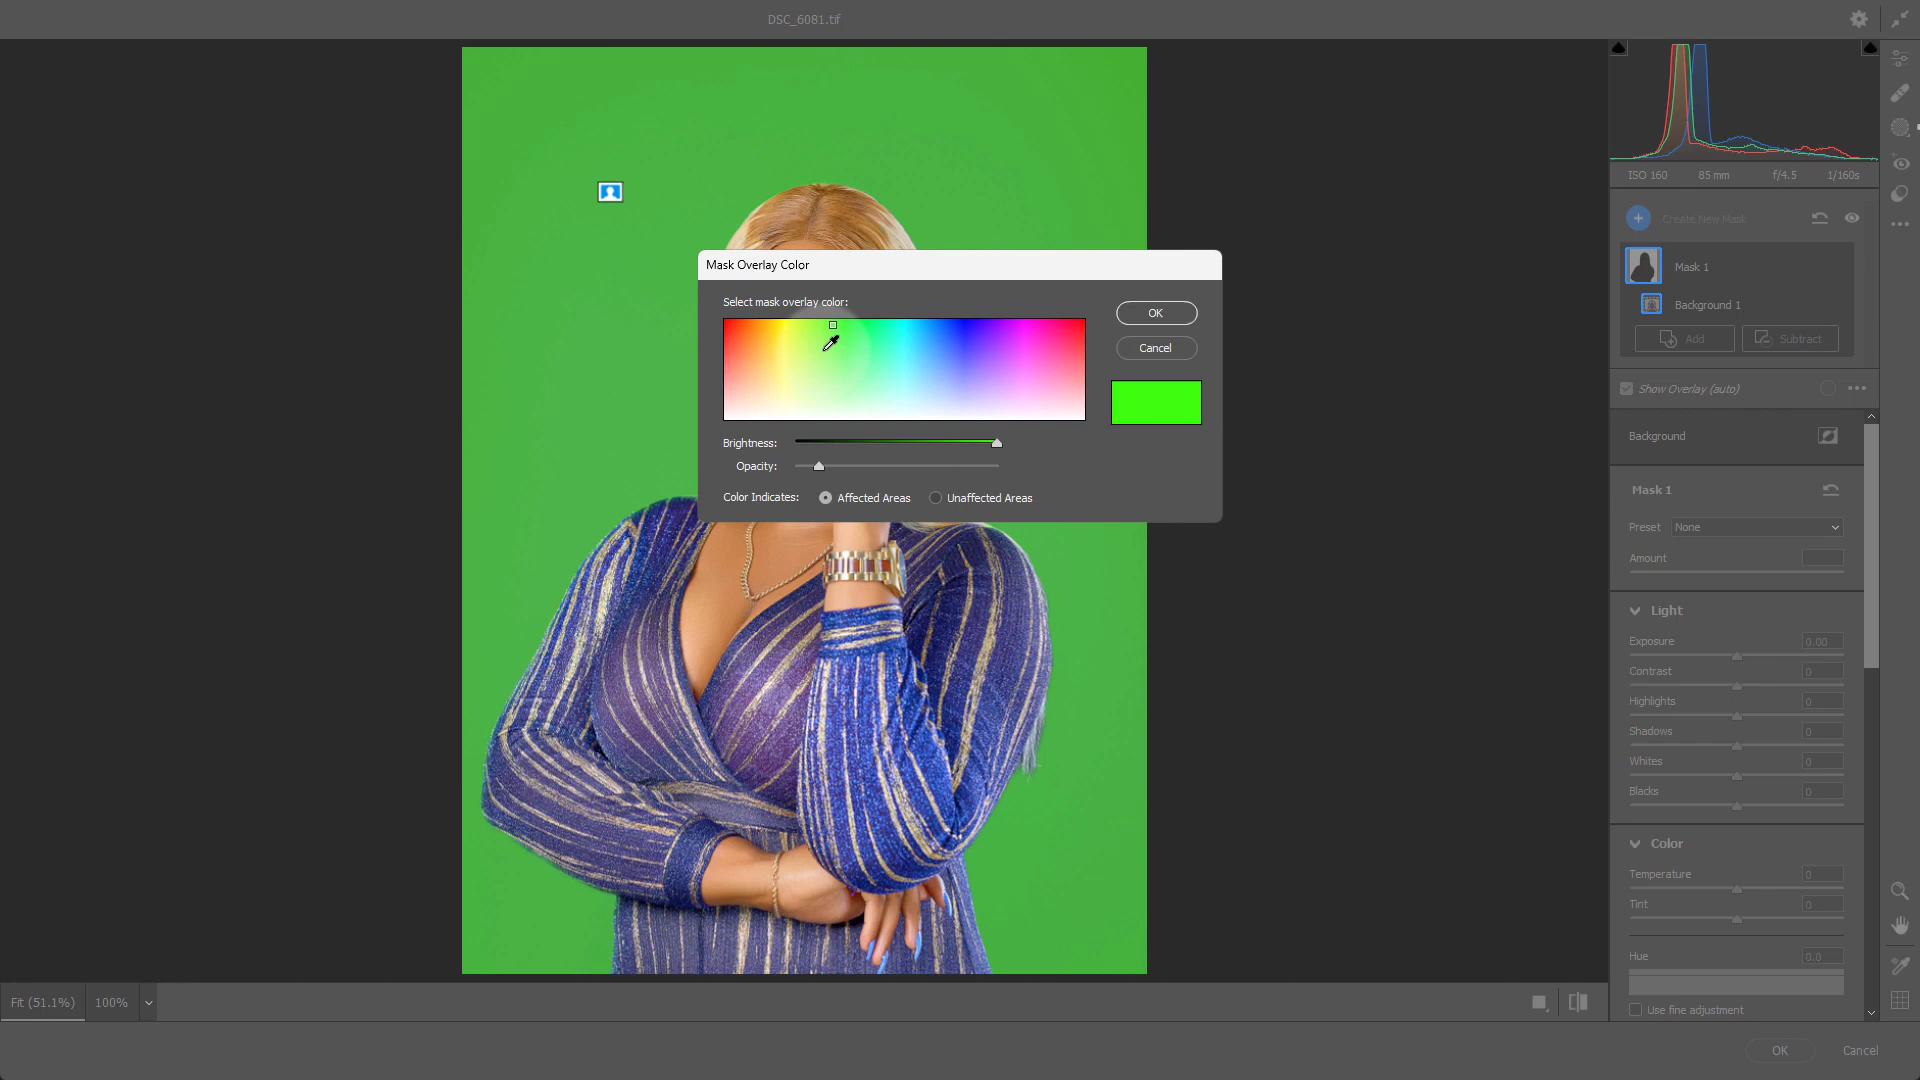 DSC_6081.tif
ISO 160 85 mm f/4.5 1/160s
Create New Mask
Mask 1
Background 1
Add Subtract
Show Overlay (auto)
Background
Mask 1
Preset None
Amount
Light
Exposure 0.00
Contrast 0
Highlights 0
Shadows 0
Whites 0
Blacks 0
Color
Temperature 0
Tint 0
Hue 0.0
Use fine adjustment
Mask Overlay Color
Select mask overlay color:
OK
Cancel
Brightness:
Opacity:
Color Indicates: Affected Areas Unaffected Areas
Fit (51.1%) 100%
OK Cancel